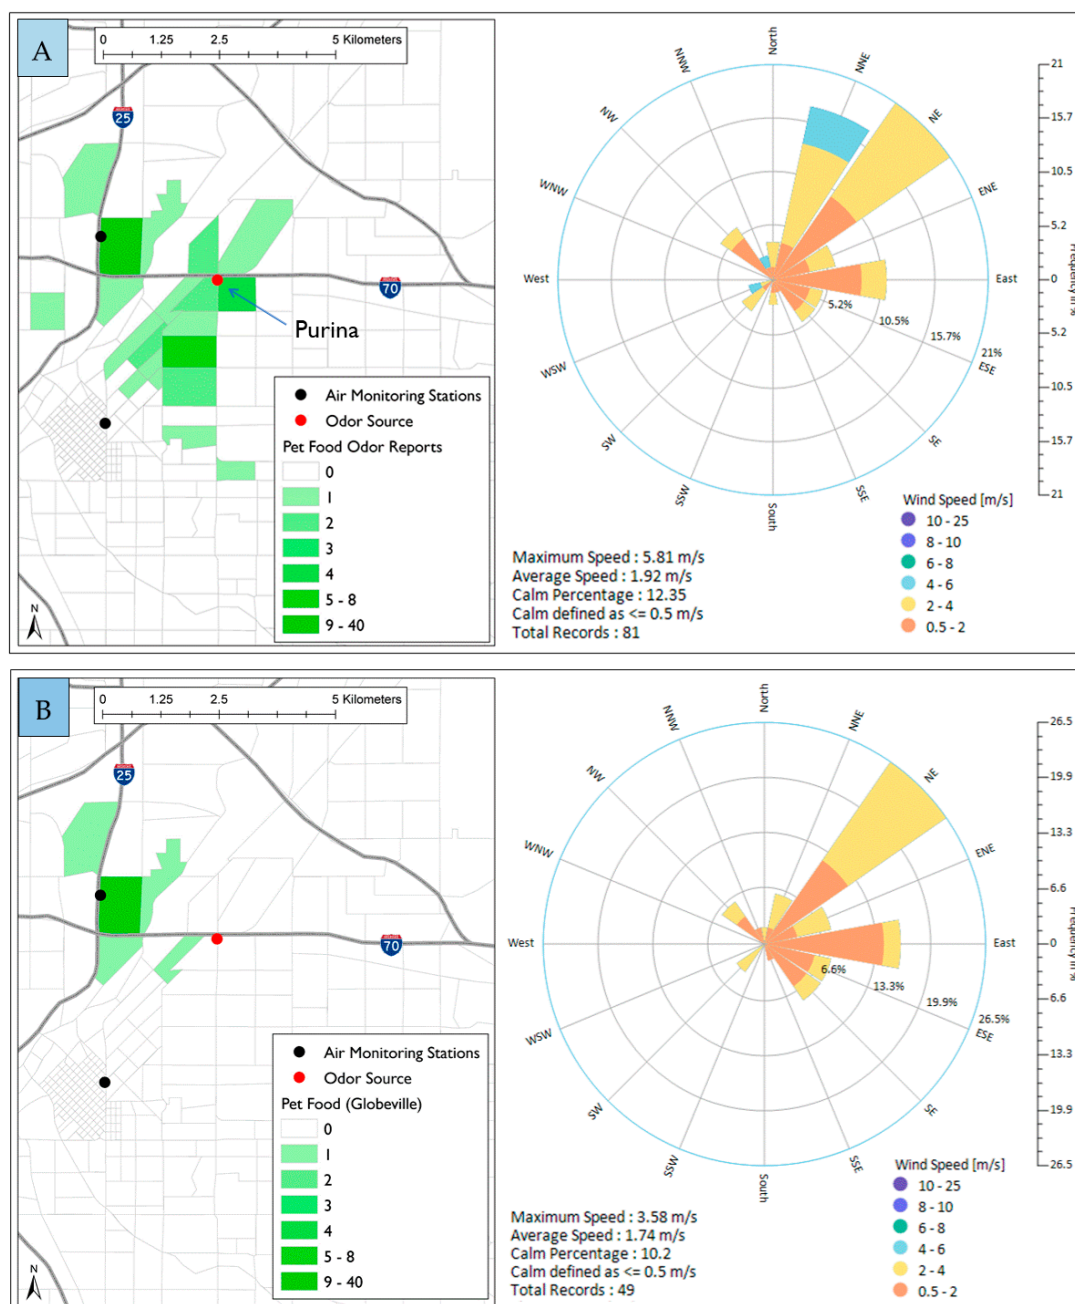 A
0 1.25 2.5 5 Kilometers
25
70
Purina
Air Monitoring Stations
Odor Source
Pet Food Odor Reports
0
1
2
3
4
5 - 8
9 - 40
N
North
NNE
NE
ENE
East
ESE
SE
SSE
South
SSW
SW
WSW
West
WNW
NW
NNW
5.2%
10.5%
15.7%
21%
21
15.7
10.5
5.2
0
5.2
10.5
15.7
21
Frequency in %
Maximum Speed : 5.81 m/s
Average Speed : 1.92 m/s
Calm Percentage : 12.35
Calm defined as <= 0.5 m/s
Total Records : 81
Wind Speed [m/s]
10 - 25
8 - 10
6 - 8
4 - 6
2 - 4
0.5 - 2
B
0 1.25 2.5 5 Kilometers
25
70
Air Monitoring Stations
Odor Source
Pet Food (Globeville)
0
1
2
3
4
5 - 8
9 - 40
N
North
NNE
NE
ENE
East
ESE
SE
SSE
South
SSW
SW
WSW
West
WNW
NW
NNW
6.6%
13.3%
19.9%
26.5%
26.5
19.9
13.3
6.6
0
6.6
13.3
19.9
26.5
Frequency in %
Maximum Speed : 3.58 m/s
Average Speed : 1.74 m/s
Calm Percentage : 10.2
Calm defined as <= 0.5 m/s
Total Records : 49
Wind Speed [m/s]
10 - 25
8 - 10
6 - 8
4 - 6
2 - 4
0.5 - 2